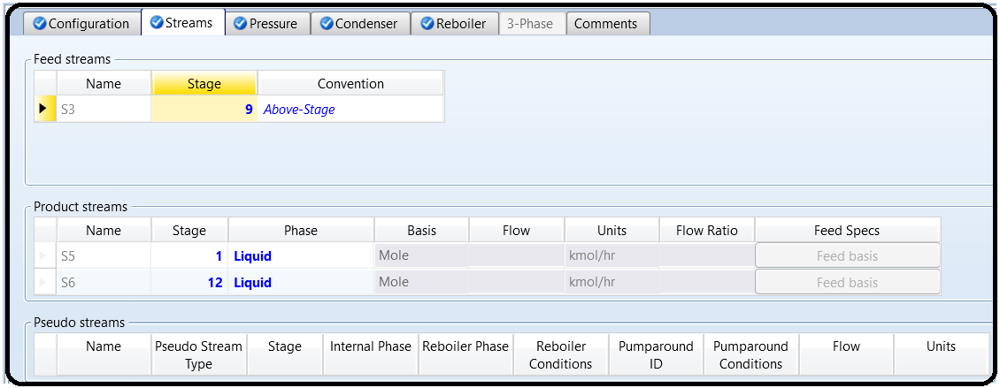 Configuration Streams Pressure Condenser Reboiler 3-Phase Comments
Feed streams
Name Stage Convention
S3 9 Above-Stage
Product streams
Name Stage Phase Basis Flow Units Flow Ratio Feed Specs
S5 1 Liquid Mole kmol/hr Feed basis
S6 12 Liquid Mole kmol/hr Feed basis
Pseudo streams
Name Pseudo Stream Type Stage Internal Phase Reboiler Phase Reboiler Conditions Pumparound ID Pumparound Conditions Flow Units